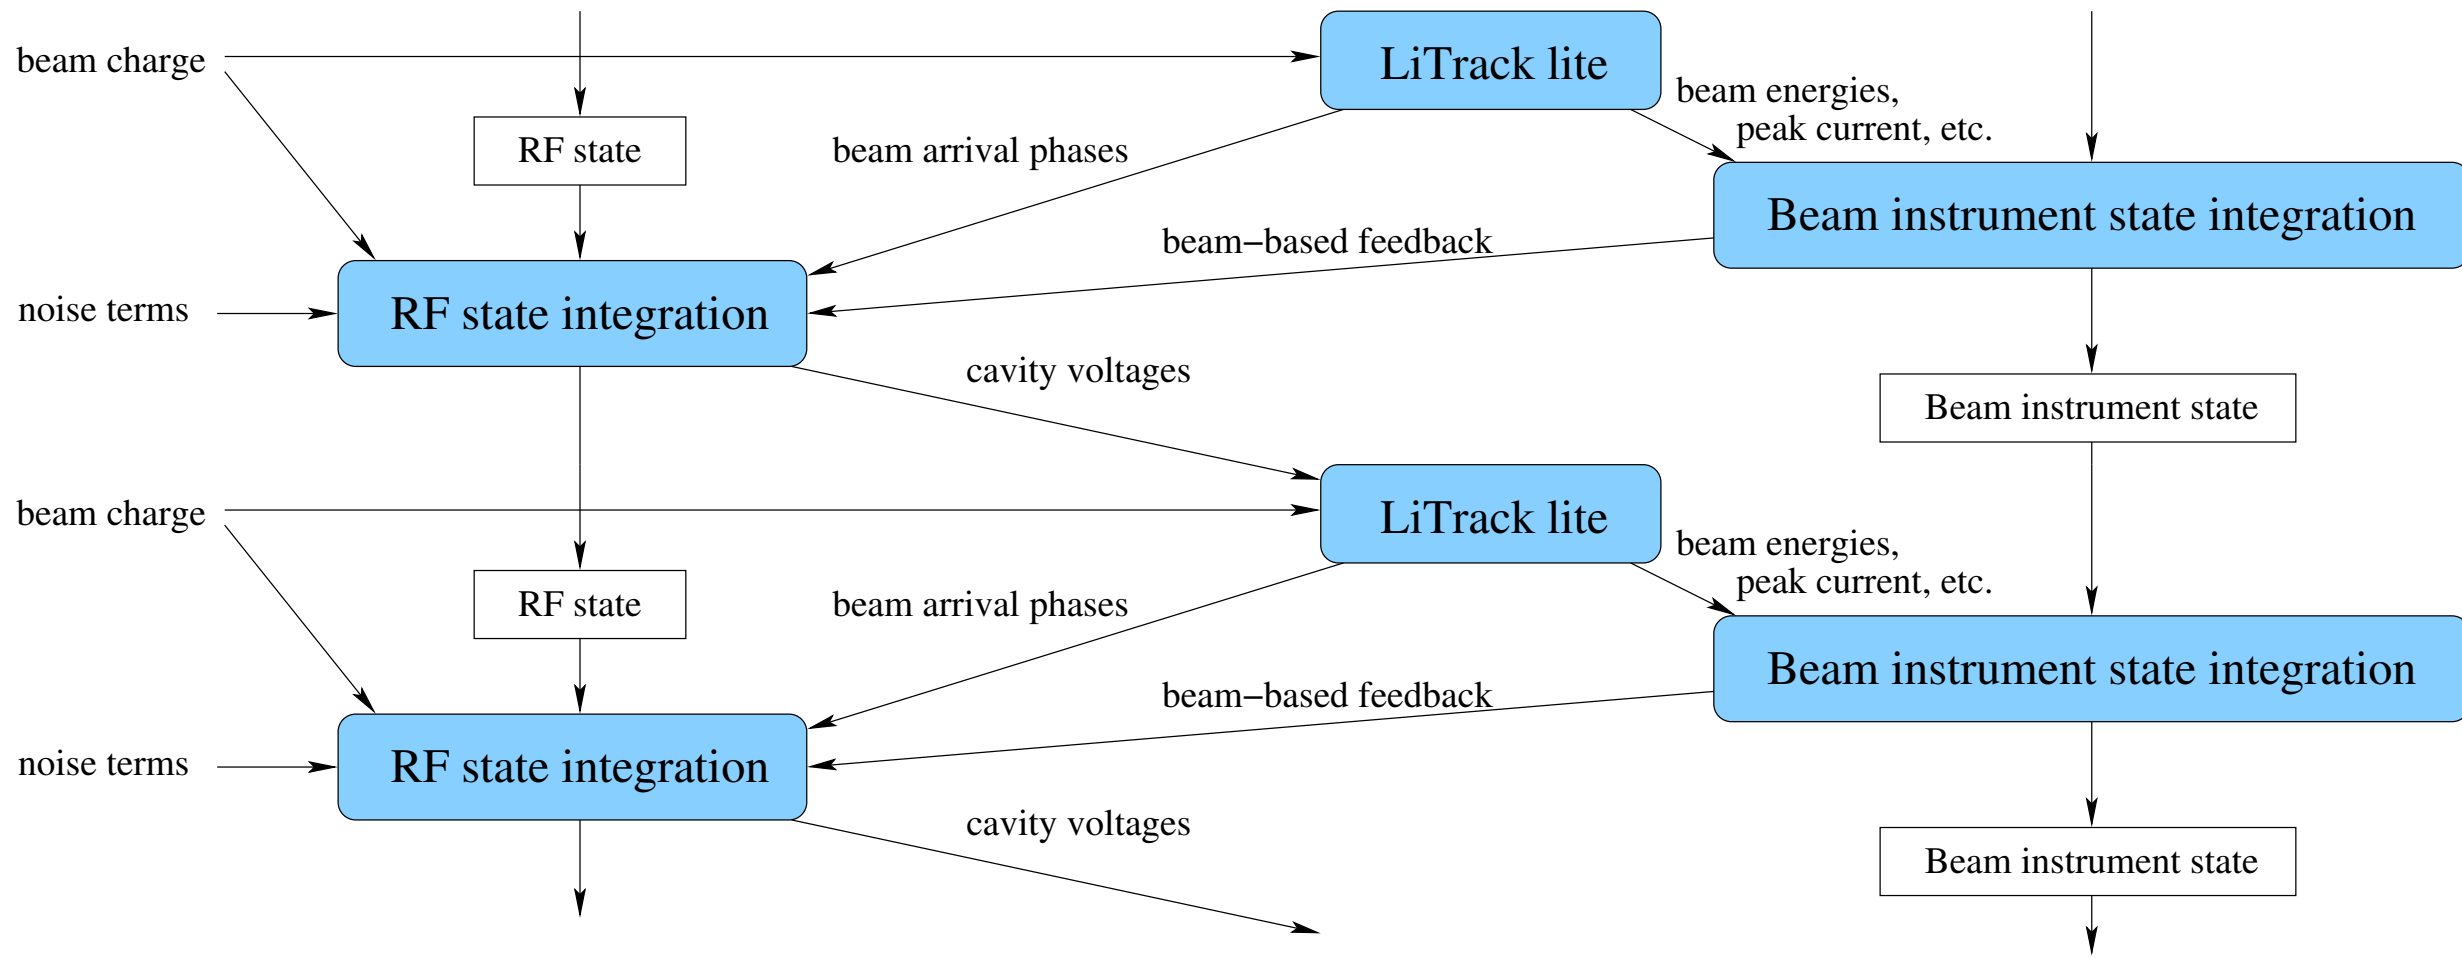 beam charge
LiTrack lite
beam energies,
peak current, etc.
RF state
beam arrival phases
Beam instrument state integration
beam−based feedback
noise terms
RF state integration
cavity voltages
Beam instrument state
beam charge
LiTrack lite
beam energies,
peak current, etc.
RF state
beam arrival phases
Beam instrument state integration
beam−based feedback
noise terms
RF state integration
cavity voltages
Beam instrument state